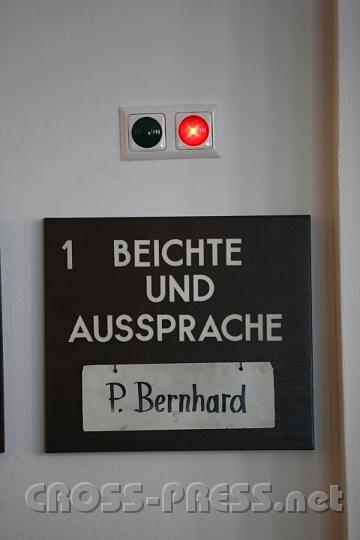 1 BEICHTE
UND
AUSSPRACHE
P. Bernhard
CROSS-PRESS.net